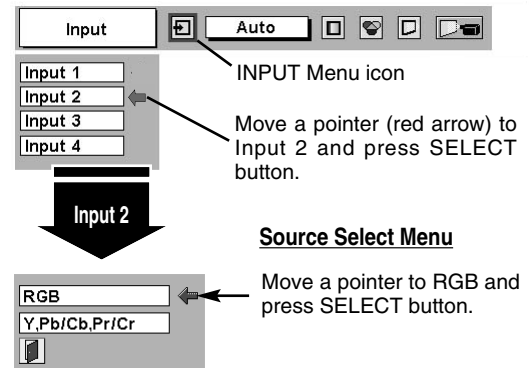 Input
Auto
INPUT Menu icon
Input 1
Input 2
Input 3
Input 4
Move a pointer (red arrow) to
Input 2 and press SELECT
button.
Input 2
Source Select Menu
RGB
Y,Pb/Cb,Pr/Cr
Move a pointer to RGB and
press SELECT button.